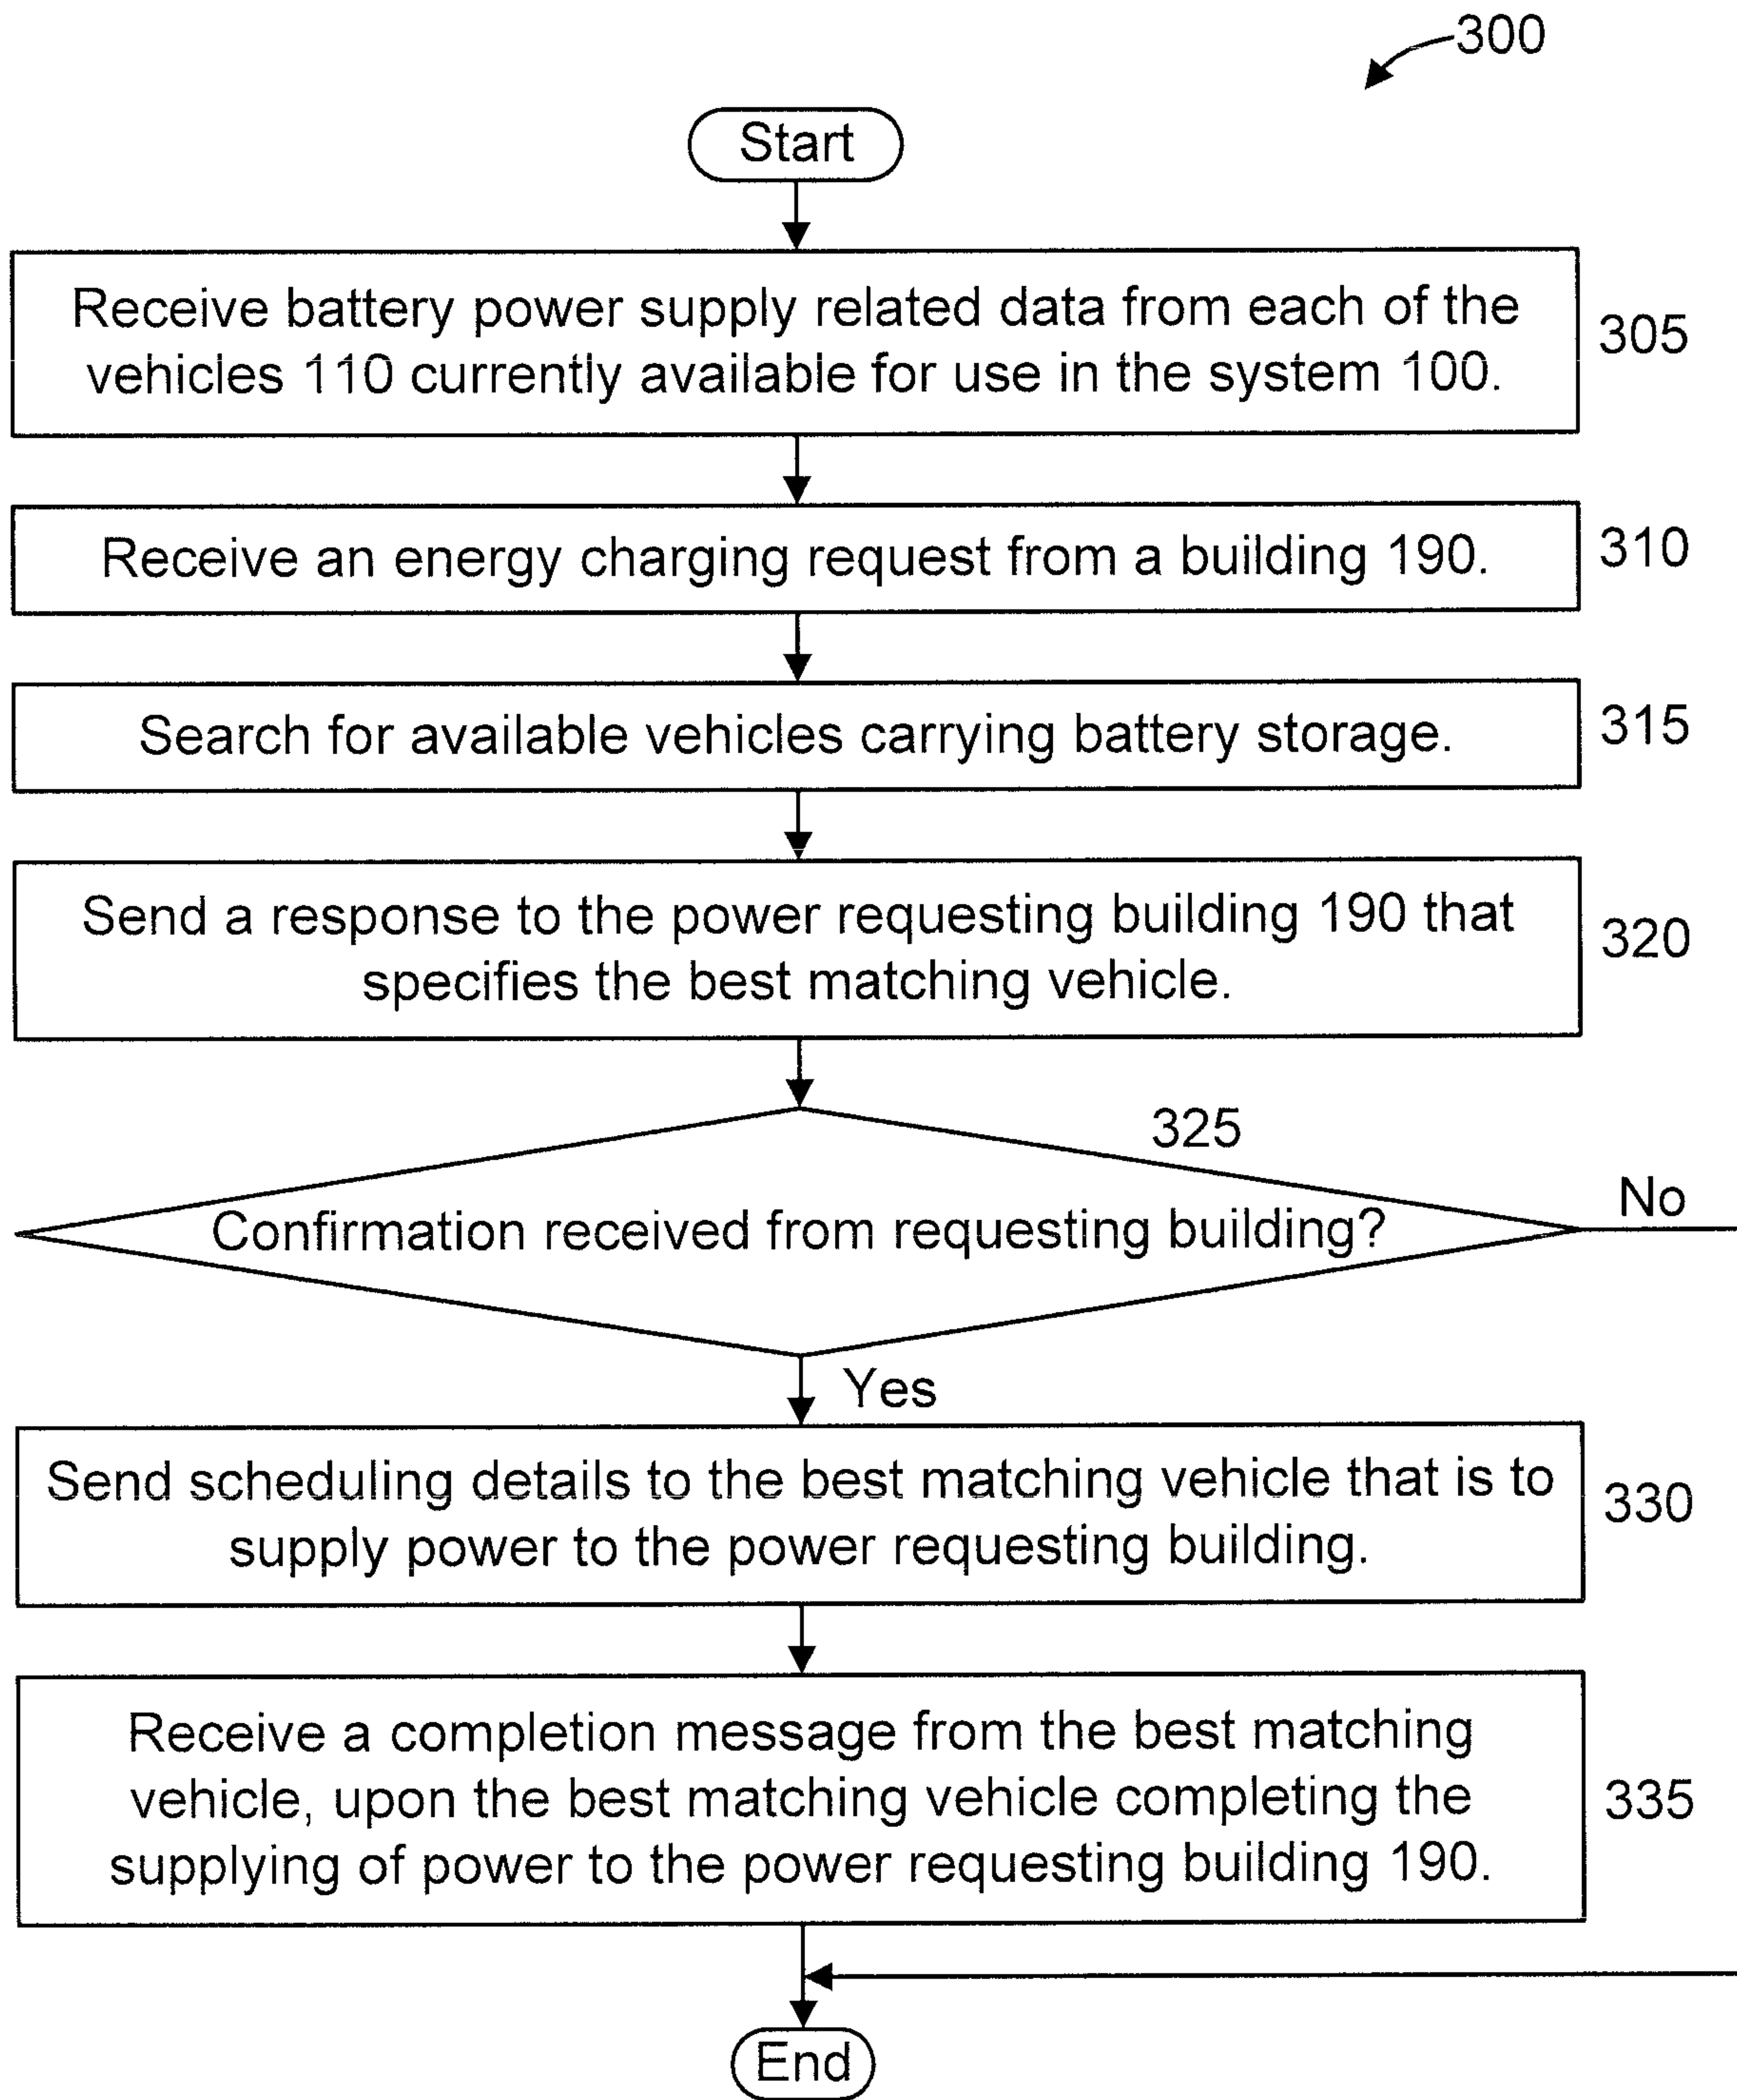 300
Start
Receive battery power supply related data from each of the
vehicles 110 currently available for use in the system 100.
305
Receive an energy charging request from a building 190.
310
Search for available vehicles carrying battery storage.
315
Send a response to the power requesting building 190 that
specifies the best matching vehicle.
320
325
Confirmation received from requesting building?
No
Yes
Send scheduling details to the best matching vehicle that is to
supply power to the power requesting building.
330
Receive a completion message from the best matching
vehicle, upon the best matching vehicle completing the
supplying of power to the power requesting building 190.
335
End